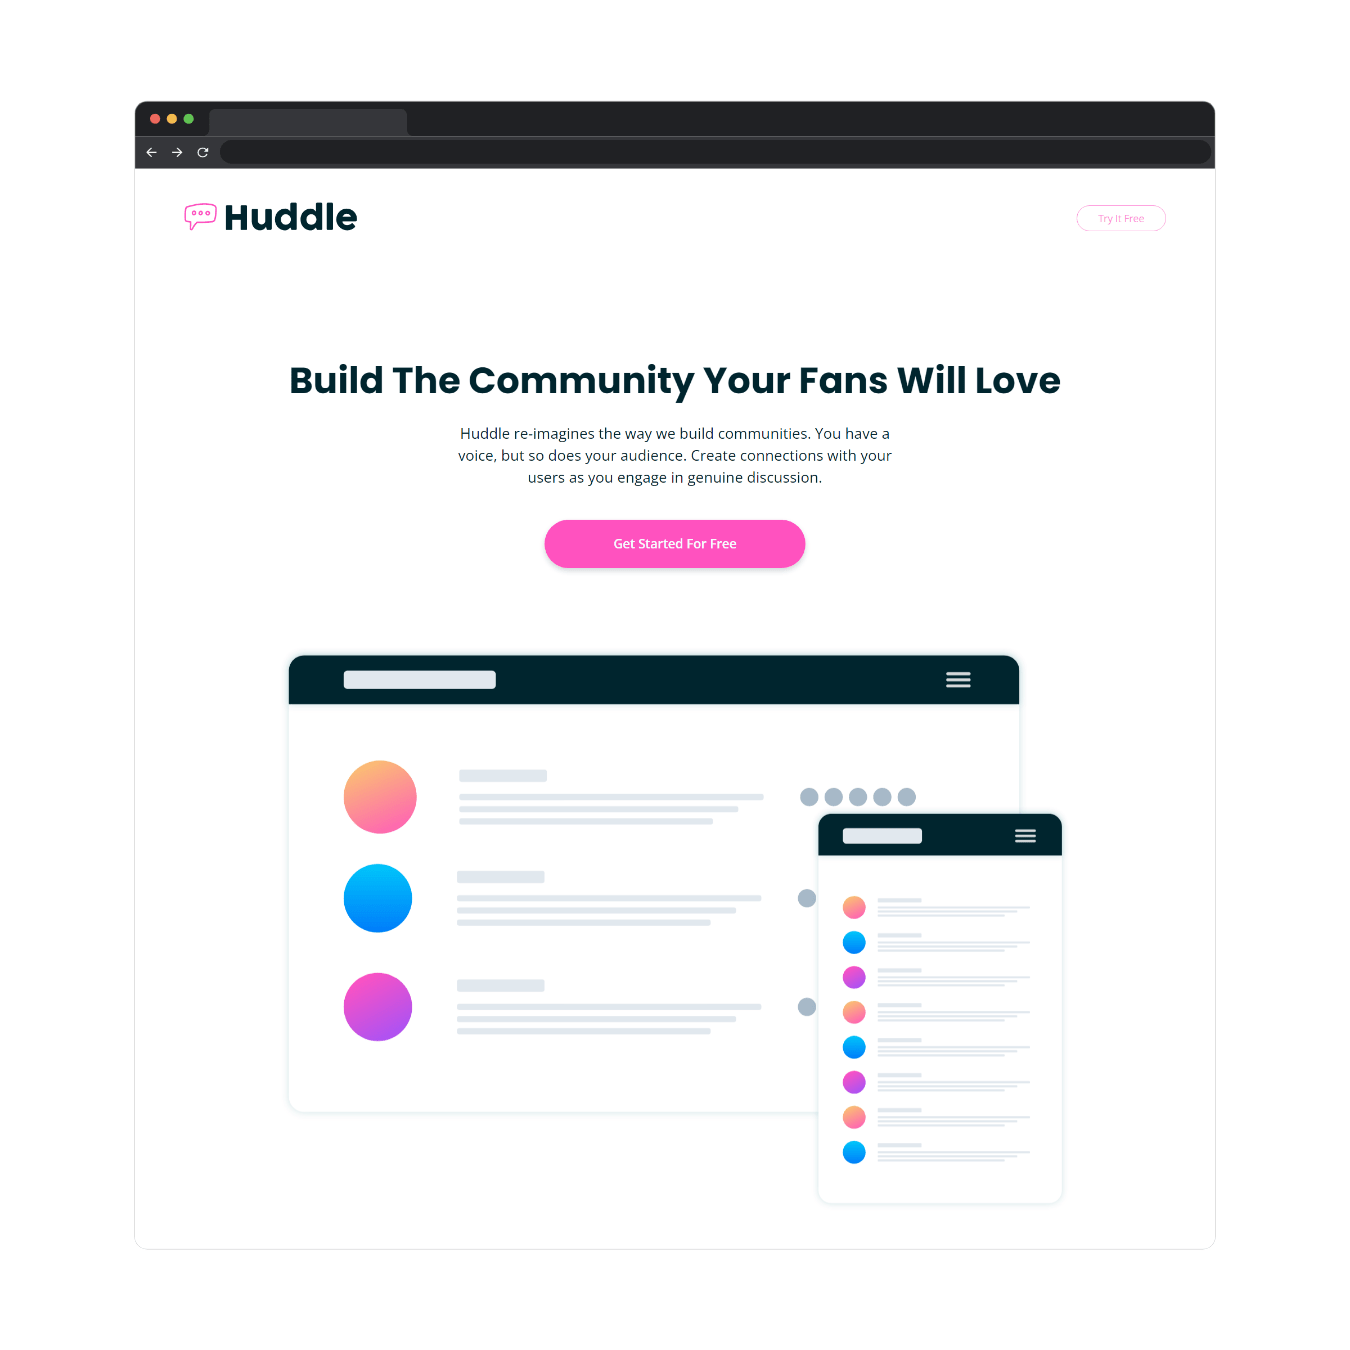 Huddle
Try It Free
Build The Community Your Fans Will Love
Huddle re-imagines the way we build communities. You have a
voice, but so does your audience. Create connections with your
users as you engage in genuine discussion.
Get Started For Free